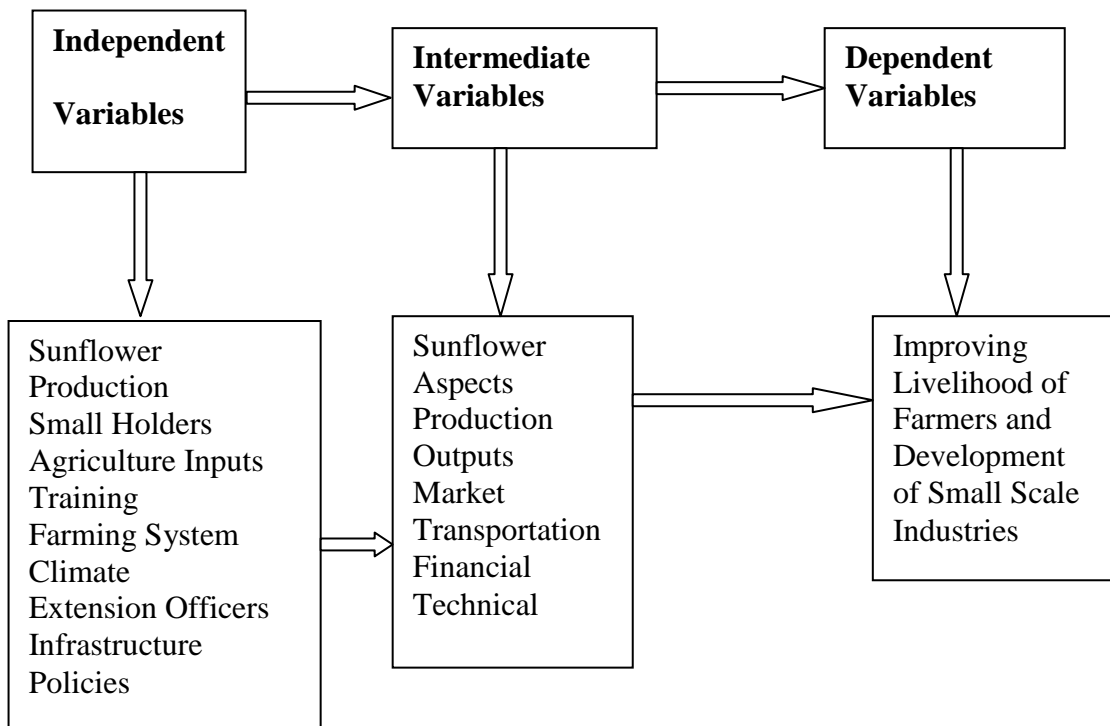 Independent
Variables
Intermediate
Variables
Dependent
Variables
Sunflower
Production
Small Holders
Agriculture Inputs
Training
Farming System
Climate
Extension Officers
Infrastructure
Policies
Sunflower
Aspects
Production
Outputs
Market
Transportation
Financial
Technical
Improving
Livelihood of
Farmers and
Development
of Small Scale
Industries